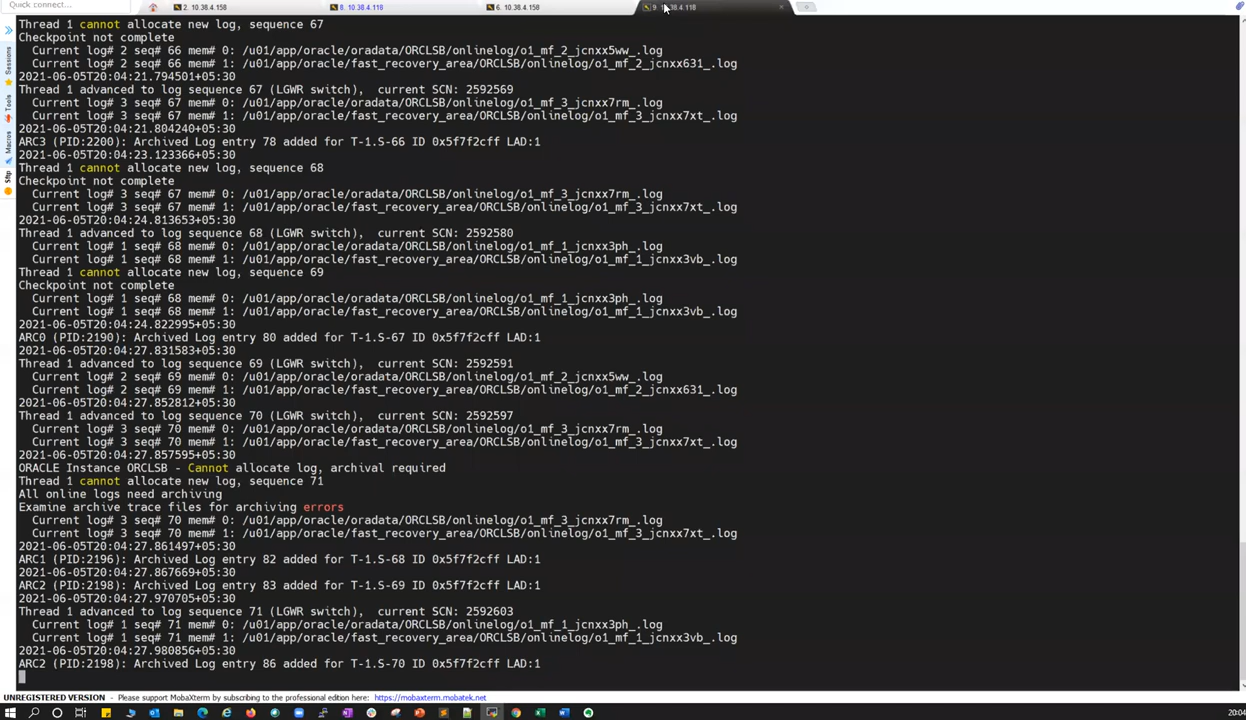 Quick connect...
2. 10.38.4.158
8. 10.38.4.118
6. 10.38.4.158
9. 10.38.4.118
Sessions
Tools
Macros
Sftp
Thread 1 cannot allocate new log, sequence 67
Checkpoint not complete
  Current log# 2 seq# 66 mem# 0: /u01/app/oracle/oradata/ORCLSB/onlinelog/o1_mf_2_jcnxx5ww_.log
  Current log# 2 seq# 66 mem# 1: /u01/app/oracle/fast_recovery_area/ORCLSB/onlinelog/o1_mf_2_jcnxx631_.log
2021-06-05T20:04:21.794501+05:30
Thread 1 advanced to log sequence 67 (LGWR switch),  current SCN: 2592569
  Current log# 3 seq# 67 mem# 0: /u01/app/oracle/oradata/ORCLSB/onlinelog/o1_mf_3_jcnxx7rm_.log
  Current log# 3 seq# 67 mem# 1: /u01/app/oracle/fast_recovery_area/ORCLSB/onlinelog/o1_mf_3_jcnxx7xt_.log
2021-06-05T20:04:21.804240+05:30
ARC3 (PID:2200): Archived Log entry 78 added for T-1.S-66 ID 0x5f7f2cff LAD:1
2021-06-05T20:04:23.123366+05:30
Thread 1 cannot allocate new log, sequence 68
Checkpoint not complete
  Current log# 3 seq# 67 mem# 0: /u01/app/oracle/oradata/ORCLSB/onlinelog/o1_mf_3_jcnxx7rm_.log
  Current log# 3 seq# 67 mem# 1: /u01/app/oracle/fast_recovery_area/ORCLSB/onlinelog/o1_mf_3_jcnxx7xt_.log
2021-06-05T20:04:24.813653+05:30
Thread 1 advanced to log sequence 68 (LGWR switch),  current SCN: 2592580
  Current log# 1 seq# 68 mem# 0: /u01/app/oracle/oradata/ORCLSB/onlinelog/o1_mf_1_jcnxx3ph_.log
  Current log# 1 seq# 68 mem# 1: /u01/app/oracle/fast_recovery_area/ORCLSB/onlinelog/o1_mf_1_jcnxx3vb_.log
Thread 1 cannot allocate new log, sequence 69
Checkpoint not complete
  Current log# 1 seq# 68 mem# 0: /u01/app/oracle/oradata/ORCLSB/onlinelog/o1_mf_1_jcnxx3ph_.log
  Current log# 1 seq# 68 mem# 1: /u01/app/oracle/fast_recovery_area/ORCLSB/onlinelog/o1_mf_1_jcnxx3vb_.log
2021-06-05T20:04:24.822995+05:30
ARC0 (PID:2190): Archived Log entry 80 added for T-1.S-67 ID 0x5f7f2cff LAD:1
2021-06-05T20:04:27.831583+05:30
Thread 1 advanced to log sequence 69 (LGWR switch),  current SCN: 2592591
  Current log# 2 seq# 69 mem# 0: /u01/app/oracle/oradata/ORCLSB/onlinelog/o1_mf_2_jcnxx5ww_.log
  Current log# 2 seq# 69 mem# 1: /u01/app/oracle/fast_recovery_area/ORCLSB/onlinelog/o1_mf_2_jcnxx631_.log
2021-06-05T20:04:27.852812+05:30
Thread 1 advanced to log sequence 70 (LGWR switch),  current SCN: 2592597
  Current log# 3 seq# 70 mem# 0: /u01/app/oracle/oradata/ORCLSB/onlinelog/o1_mf_3_jcnxx7rm_.log
  Current log# 3 seq# 70 mem# 1: /u01/app/oracle/fast_recovery_area/ORCLSB/onlinelog/o1_mf_3_jcnxx7xt_.log
2021-06-05T20:04:27.857595+05:30
ORACLE Instance ORCLSB - Cannot allocate log, archival required
Thread 1 cannot allocate new log, sequence 71
All online logs need archiving
Examine archive trace files for archiving errors
  Current log# 3 seq# 70 mem# 0: /u01/app/oracle/oradata/ORCLSB/onlinelog/o1_mf_3_jcnxx7rm_.log
  Current log# 3 seq# 70 mem# 1: /u01/app/oracle/fast_recovery_area/ORCLSB/onlinelog/o1_mf_3_jcnxx7xt_.log
2021-06-05T20:04:27.861497+05:30
ARC1 (PID:2196): Archived Log entry 82 added for T-1.S-68 ID 0x5f7f2cff LAD:1
2021-06-05T20:04:27.867669+05:30
ARC2 (PID:2198): Archived Log entry 83 added for T-1.S-69 ID 0x5f7f2cff LAD:1
2021-06-05T20:04:27.970705+05:30
Thread 1 advanced to log sequence 71 (LGWR switch),  current SCN: 2592603
  Current log# 1 seq# 71 mem# 0: /u01/app/oracle/oradata/ORCLSB/onlinelog/o1_mf_1_jcnxx3ph_.log
  Current log# 1 seq# 71 mem# 1: /u01/app/oracle/fast_recovery_area/ORCLSB/onlinelog/o1_mf_1_jcnxx3vb_.log
2021-06-05T20:04:27.980856+05:30
ARC2 (PID:2198): Archived Log entry 86 added for T-1.S-70 ID 0x5f7f2cff LAD:1
UNREGISTERED VERSION - Please support MobaXterm by subscribing to the professional edition here: https://mobaxterm.mobatek.net
20:04